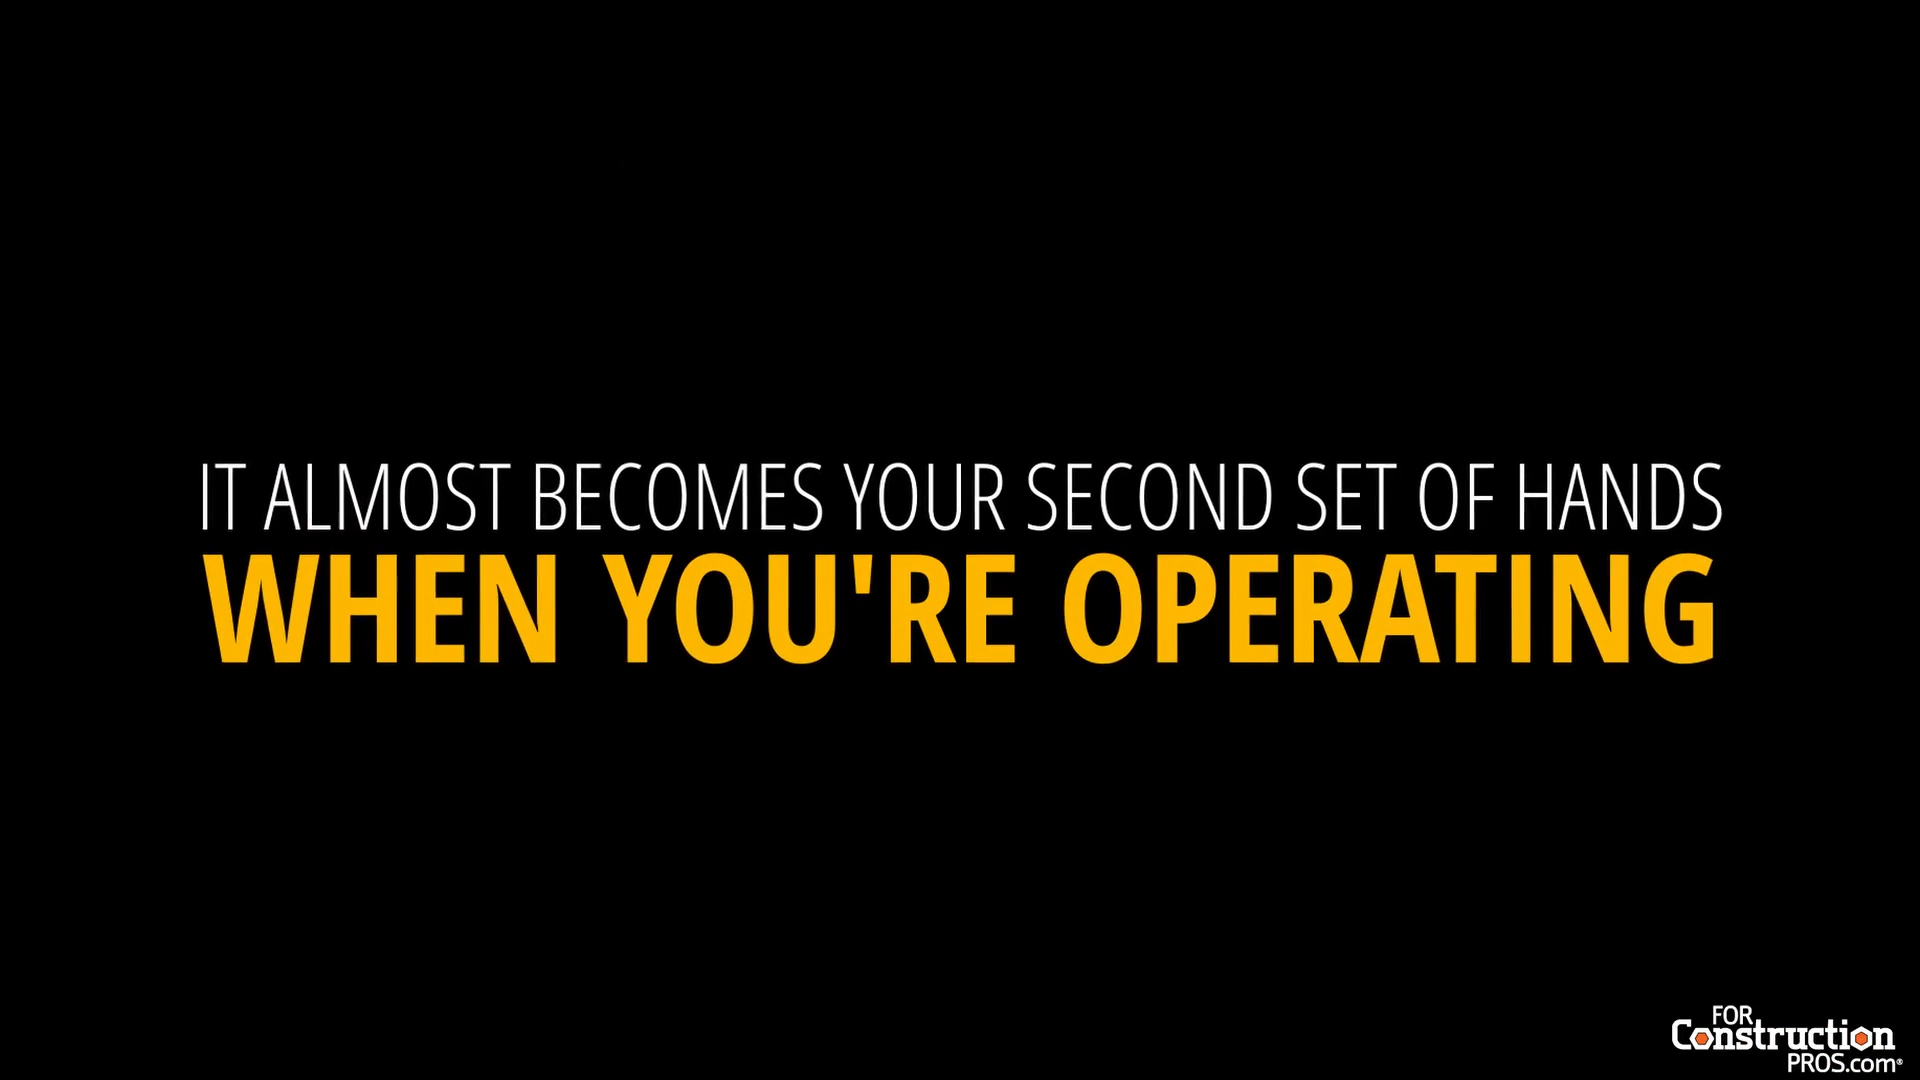 IT ALMOST BECOMES YOUR SECOND SET OF HANDS
WHEN YOU'RE OPERATING
FOR
Construction
PROS.com®